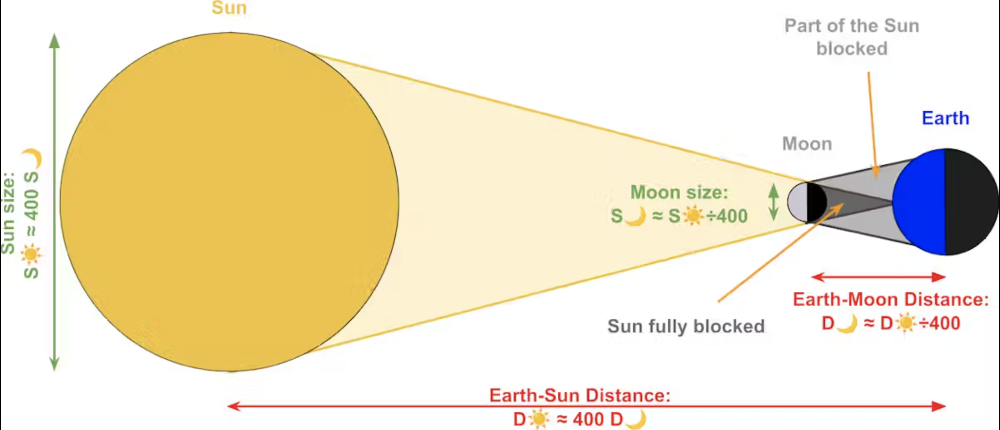 Sun
Part of the Sun
blocked
Earth
Moon
Sun size:
S☀️ ≈ 400 S🌙
Moon size:
S🌙 ≈ S☀️÷400
Sun fully blocked
Earth-Moon Distance:
D🌙 ≈ D☀️÷400
Earth-Sun Distance:
D☀️ ≈ 400 D🌙